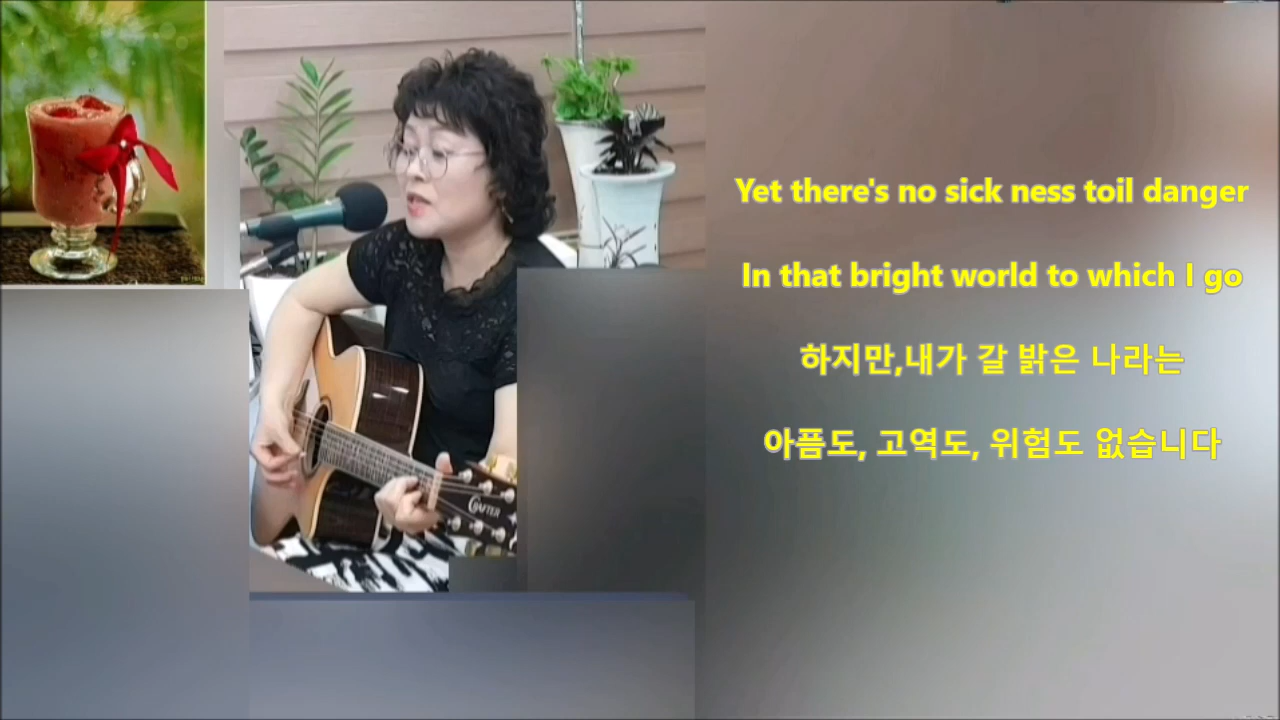 Yet there's no sick ness toil danger
In that bright world to which I go
하지만,내가 갈 밝은 나라는
아픔도, 고역도, 위험도 없습니다
CRAFTER